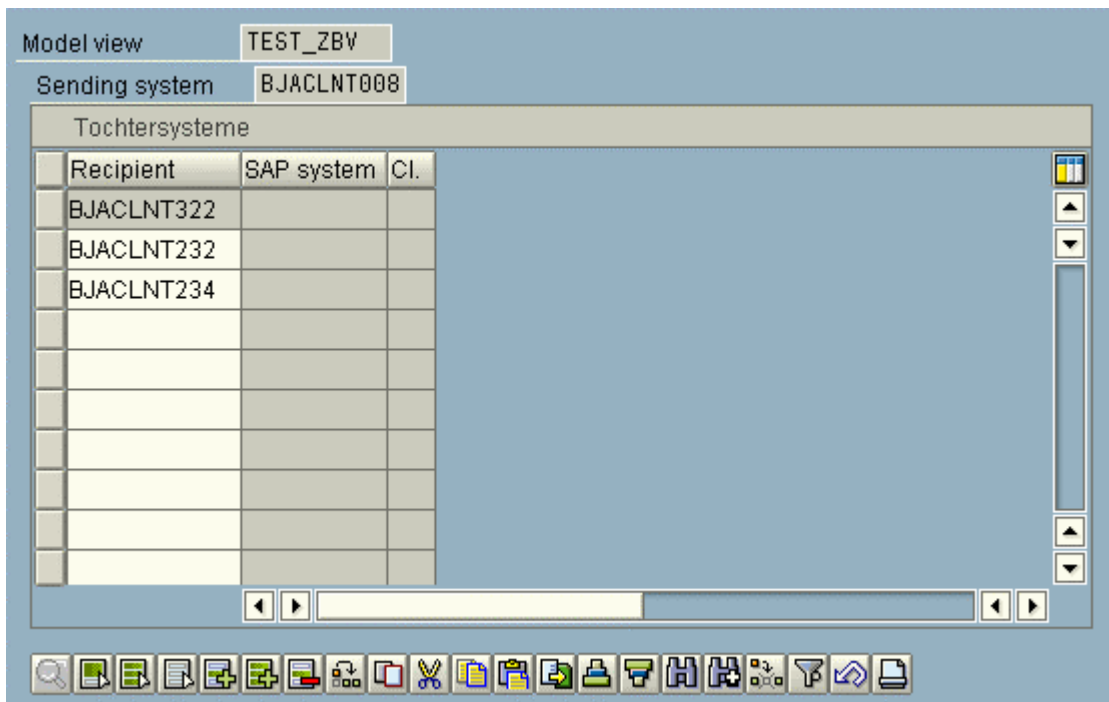 Model view TEST_ZBV
Sending system BJACLNT008
Tochtersysteme
Recipient SAP system Cl.
BJACLNT322
BJACLNT232
BJACLNT234